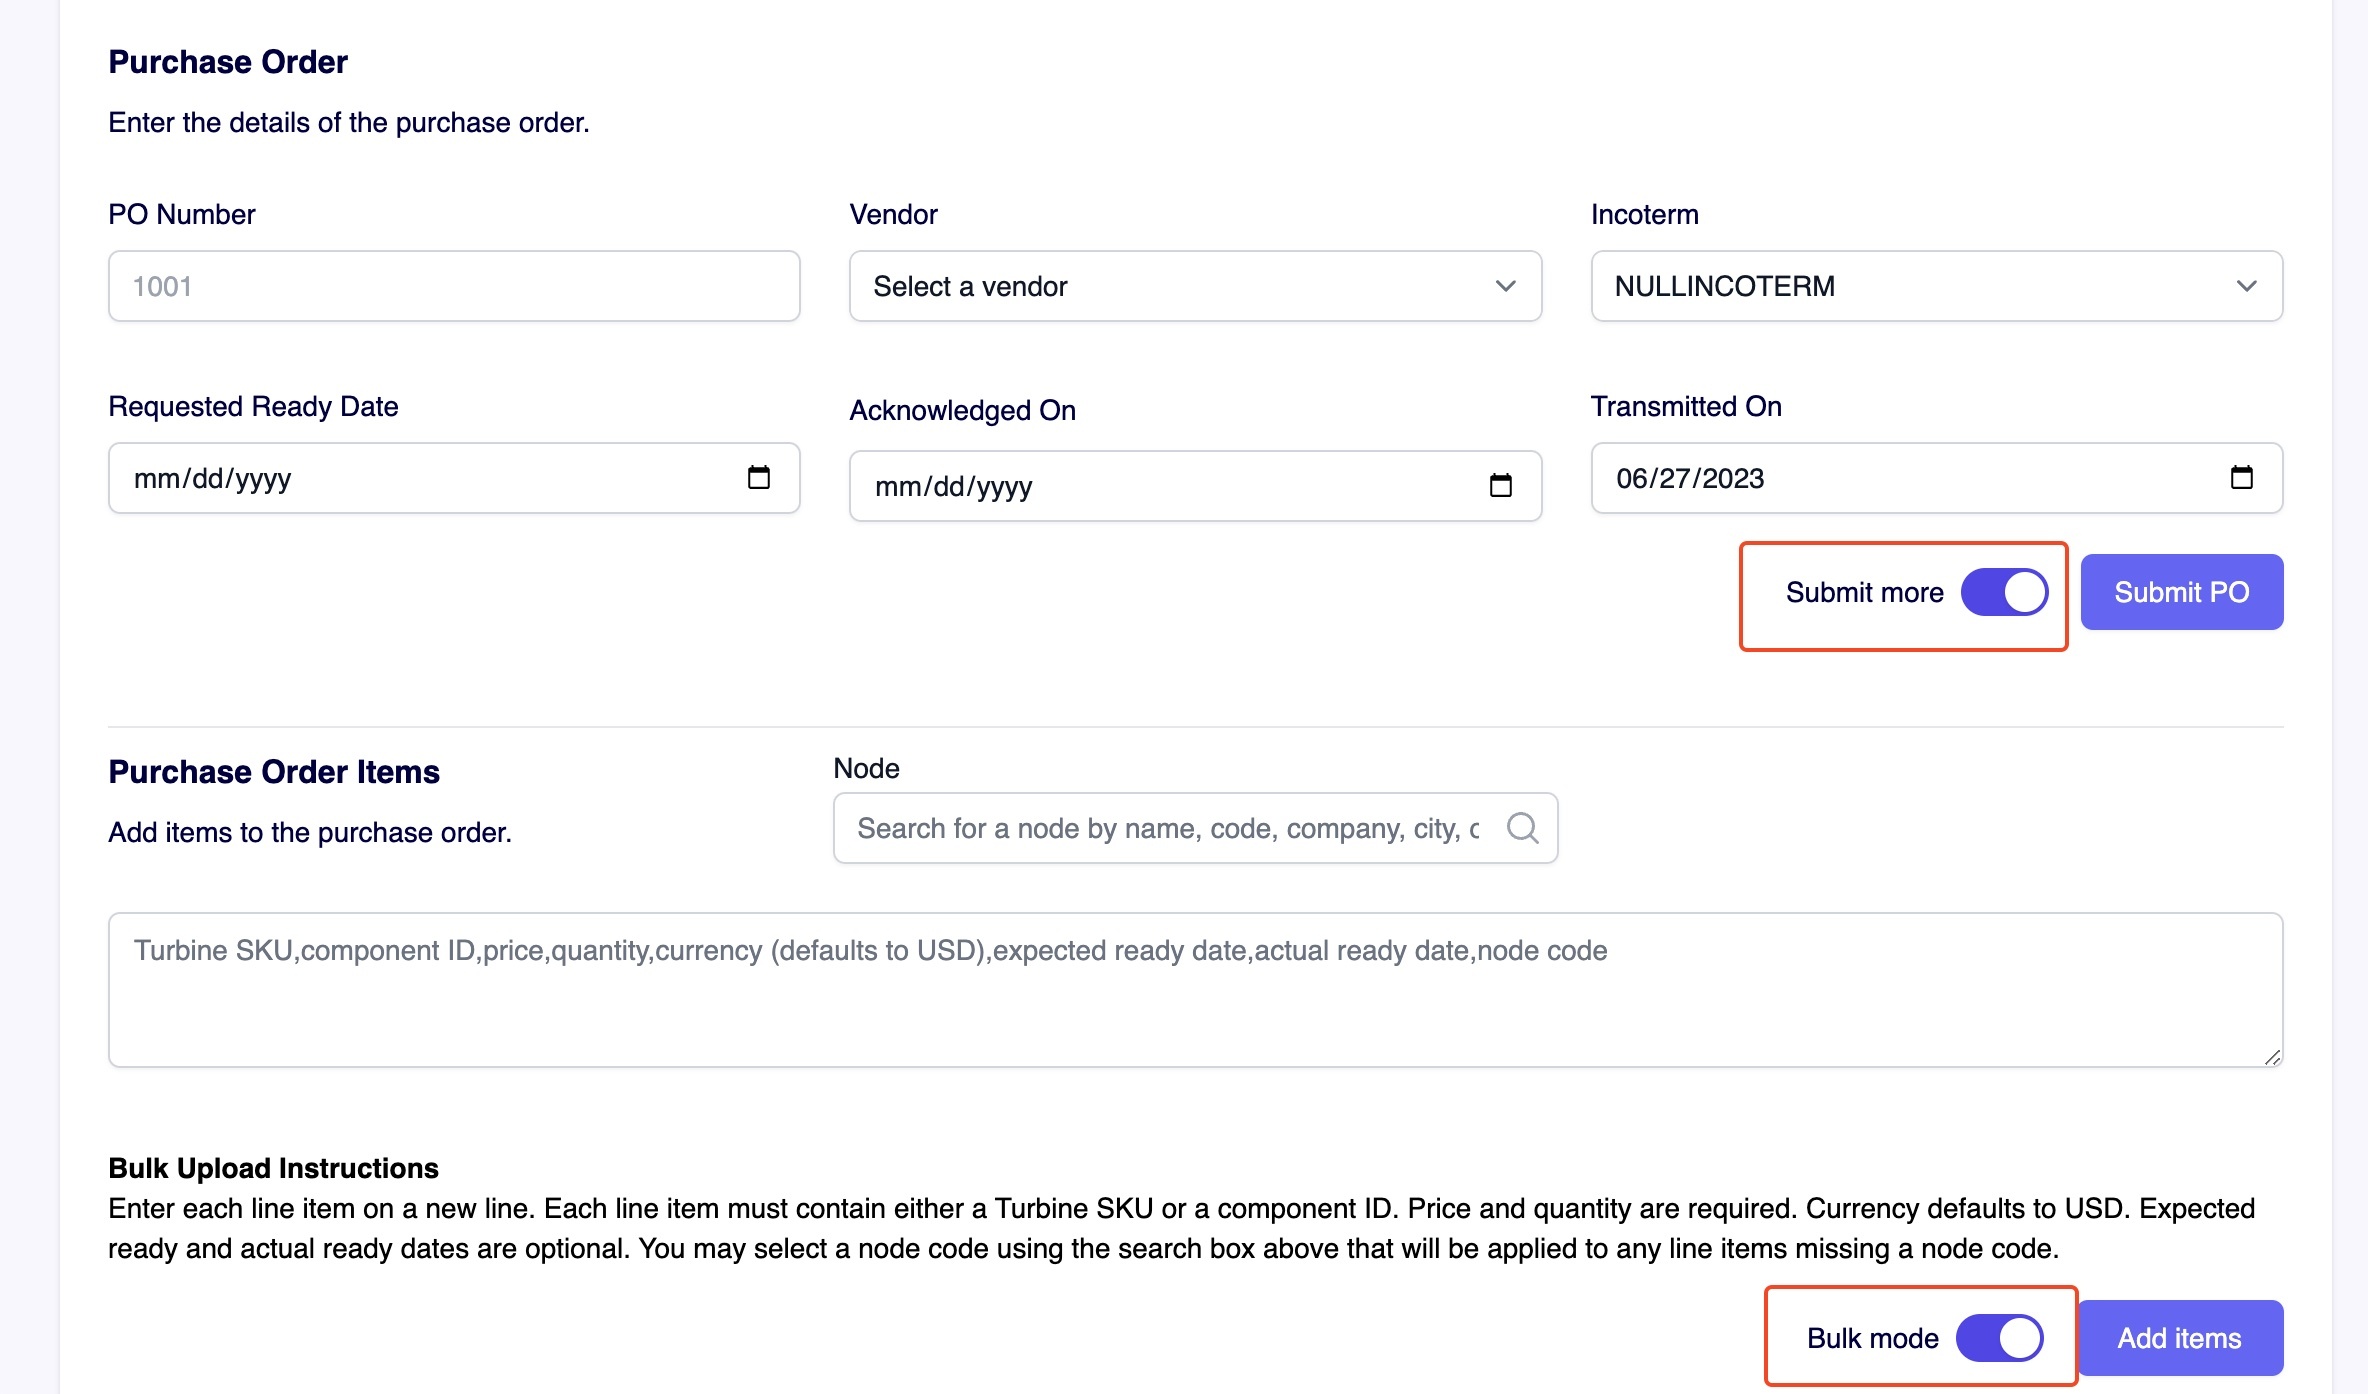 Purchase Order
Enter the details of the purchase order.
PO Number
Vendor
Incoterm
1001
Select a vendor
NULLINCOTERM
Requested Ready Date
Acknowledged On
Transmitted On
mm/dd/yyyy
mm/dd/yyyy
06/27/2023
Submit more
Submit PO
Purchase Order Items
Node
Add items to the purchase order.
Search for a node by name, code, company, city,
Turbine SKU,component ID,price,quantity,currency (defaults to USD),expected ready date,actual ready date,node code
Bulk Upload Instructions
Enter each line item on a new line. Each line item must contain either a Turbine SKU or a component ID. Price and quantity are required. Currency defaults to USD. Expected
ready and actual ready dates are optional. You may select a node code using the search box above that will be applied to any line items missing a node code.
Bulk mode
Add items